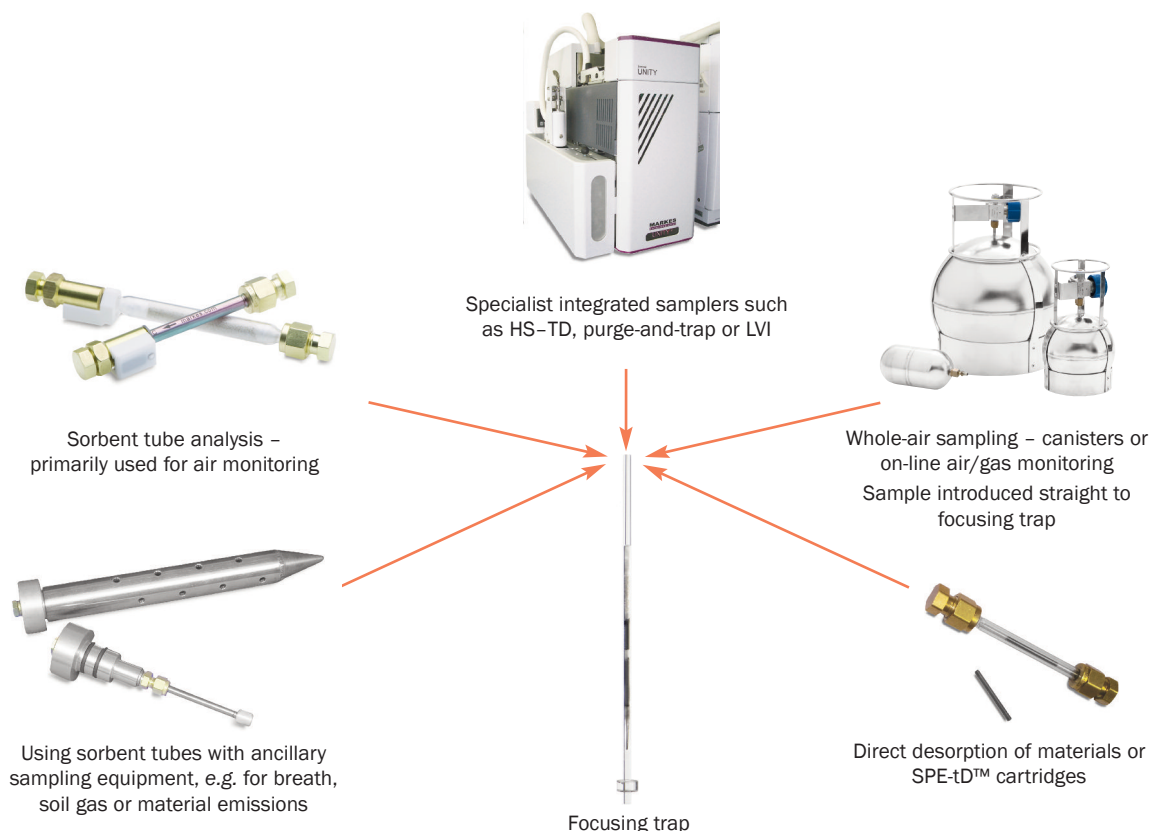 UNITY
MARKES
Specialist integrated samplers such
as HS–TD, purge-and-trap or LVI
Sorbent tube analysis –
primarily used for air monitoring
Whole-air sampling – canisters or
on-line air/gas monitoring
Sample introduced straight to
focusing trap
Using sorbent tubes with ancillary
sampling equipment, e.g. for breath,
soil gas or material emissions
Direct desorption of materials or
SPE-tD™ cartridges
Focusing trap